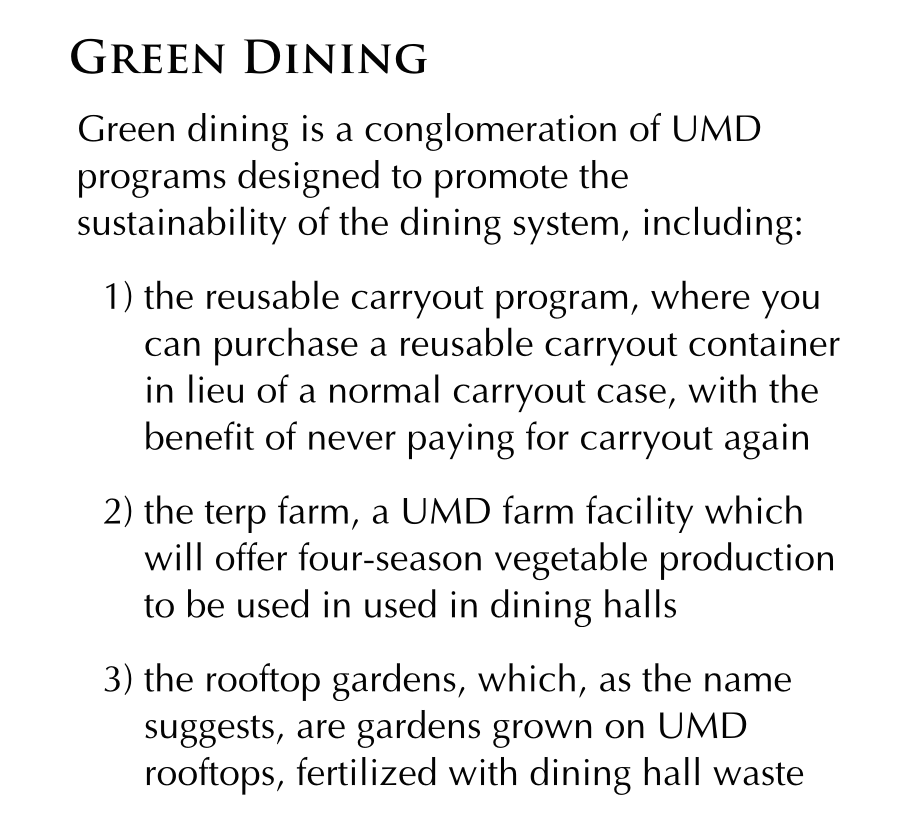 Green Dining
Green dining is a conglomeration of UMD
programs designed to promote the
sustainability of the dining system, including:
1) the reusable carryout program, where you
can purchase a reusable carryout container
in lieu of a normal carryout case, with the
benefit of never paying for carryout again
2) the terp farm, a UMD farm facility which
will offer four-season vegetable production
to be used in used in dining halls
3) the rooftop gardens, which, as the name
suggests, are gardens grown on UMD
rooftops, fertilized with dining hall waste